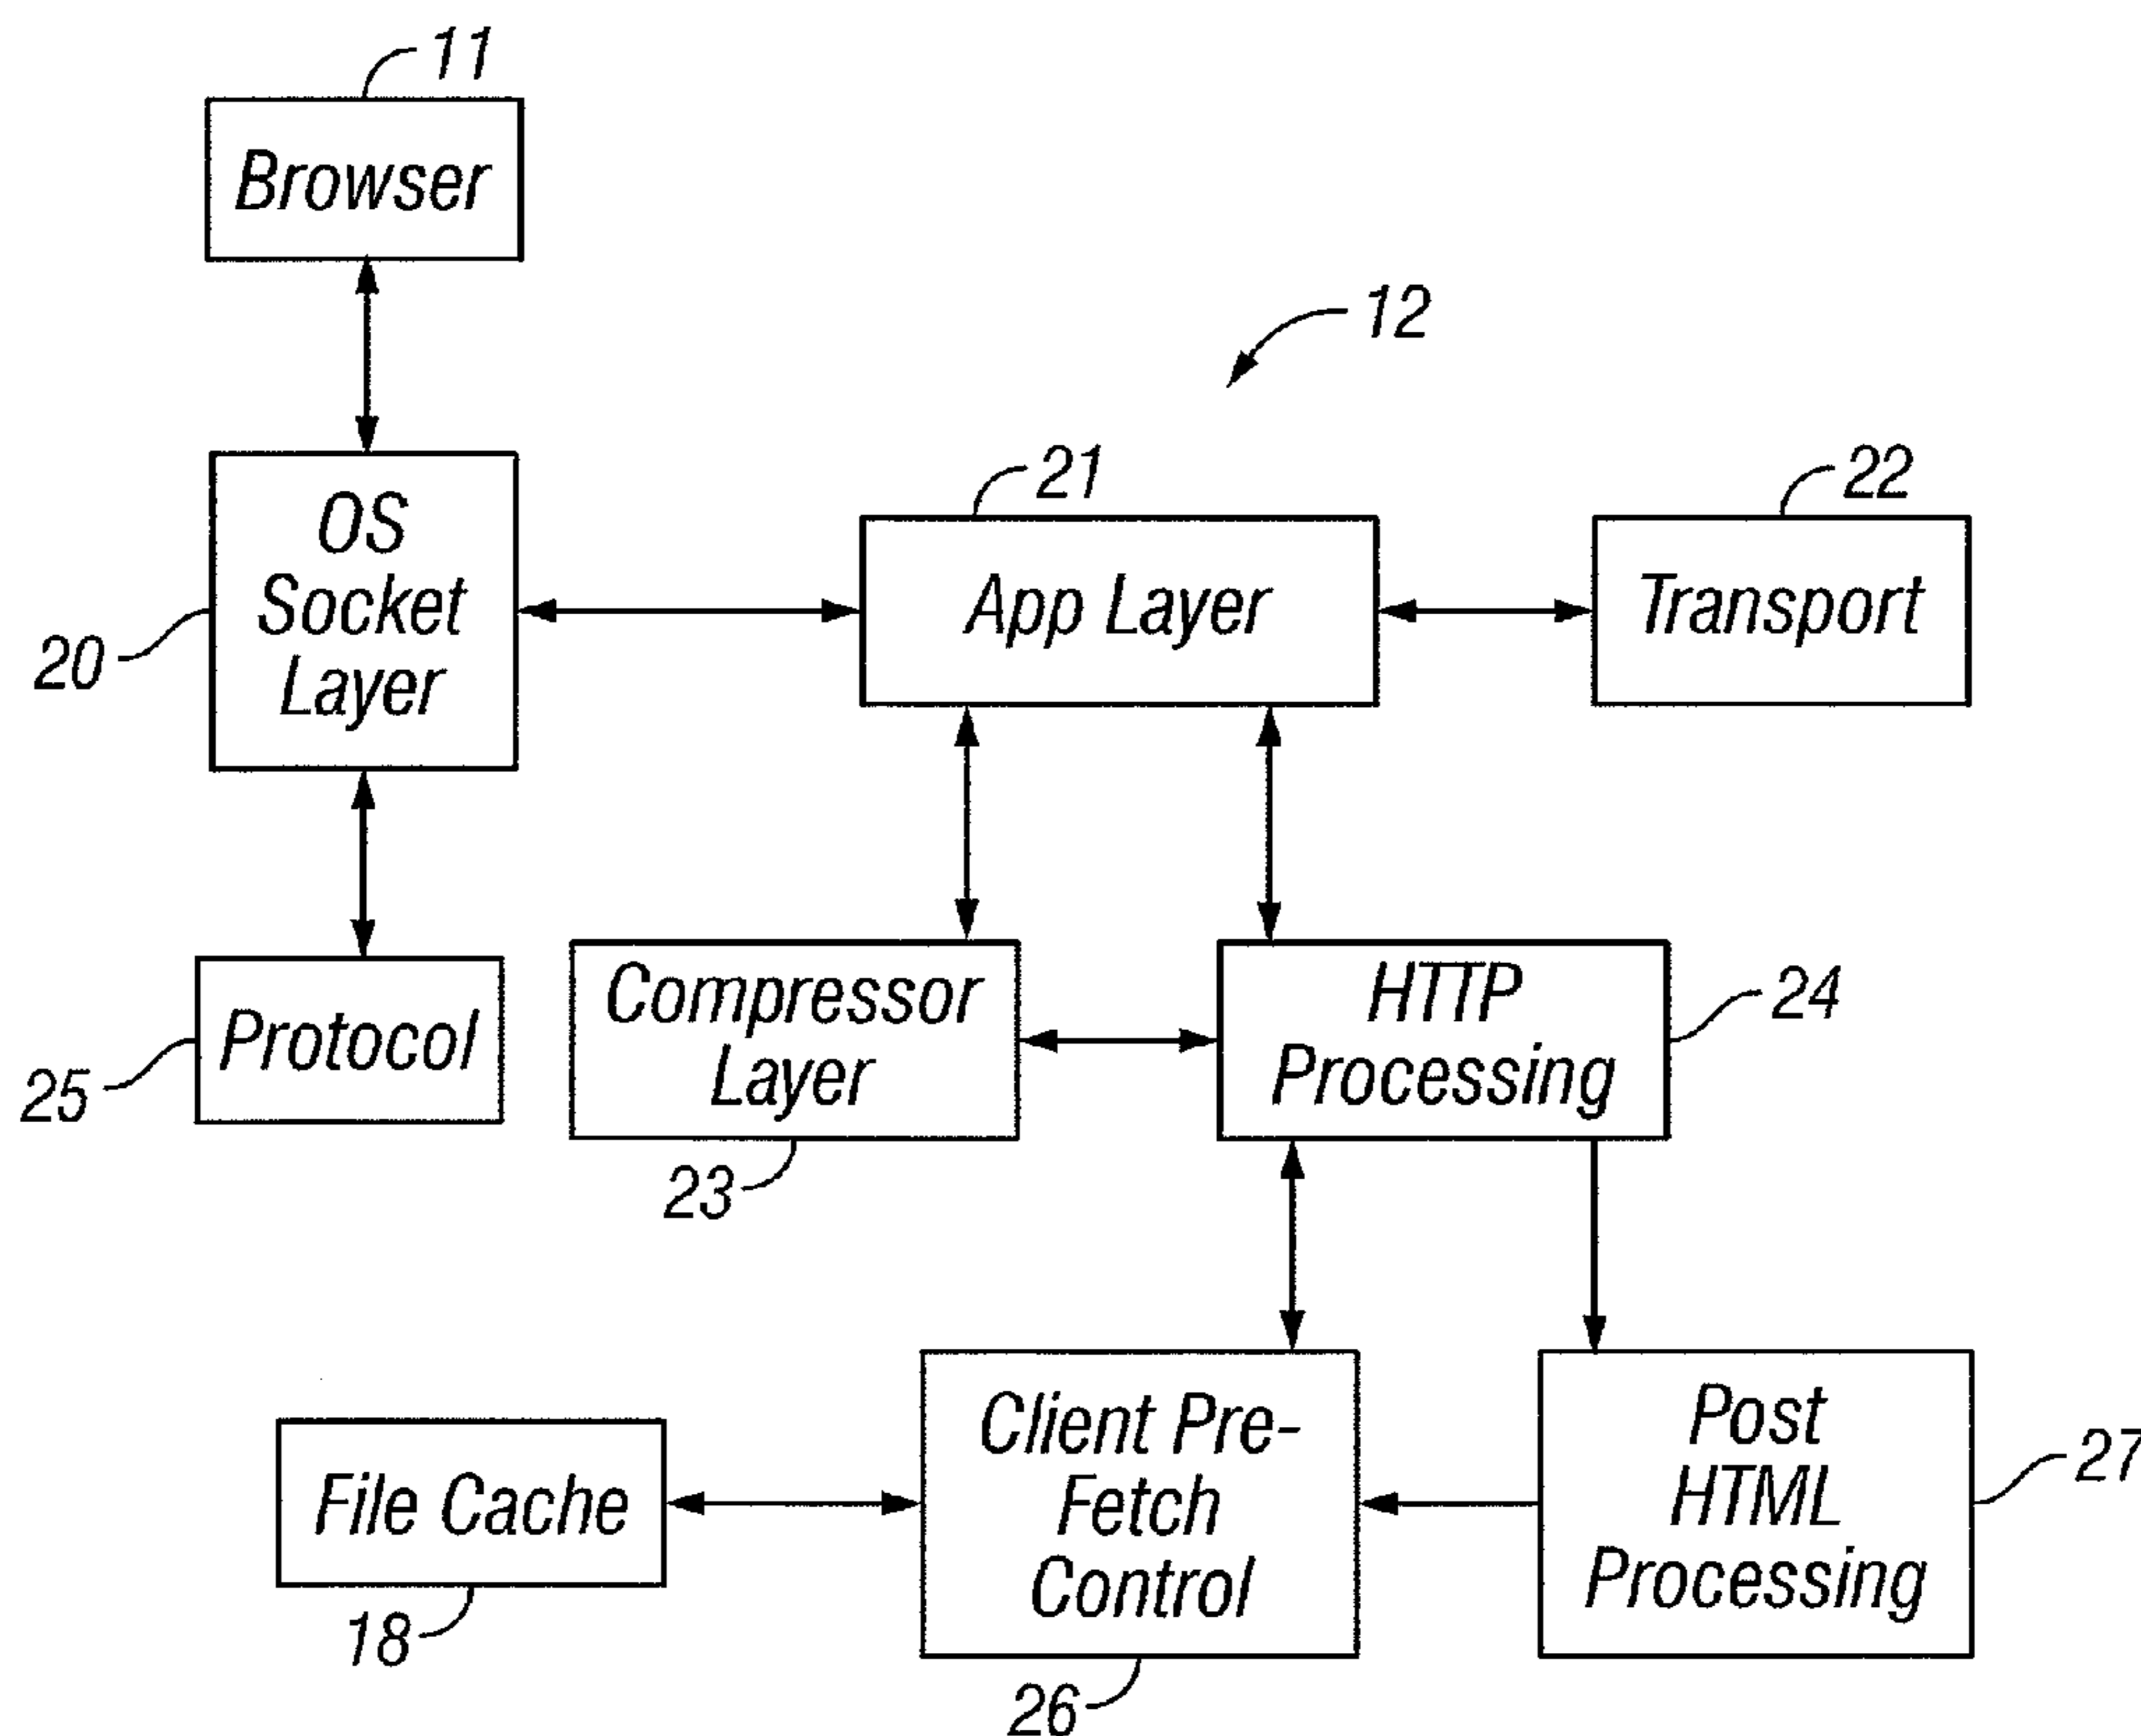 11
Browser
12
21
22
OS
Socket
Layer
20
App Layer
Transport
Compressor
Layer
23
HTTP
Processing
24
Protocol
25
File Cache
18
Client Pre-
Fetch
Control
26
Post
HTML
Processing
27